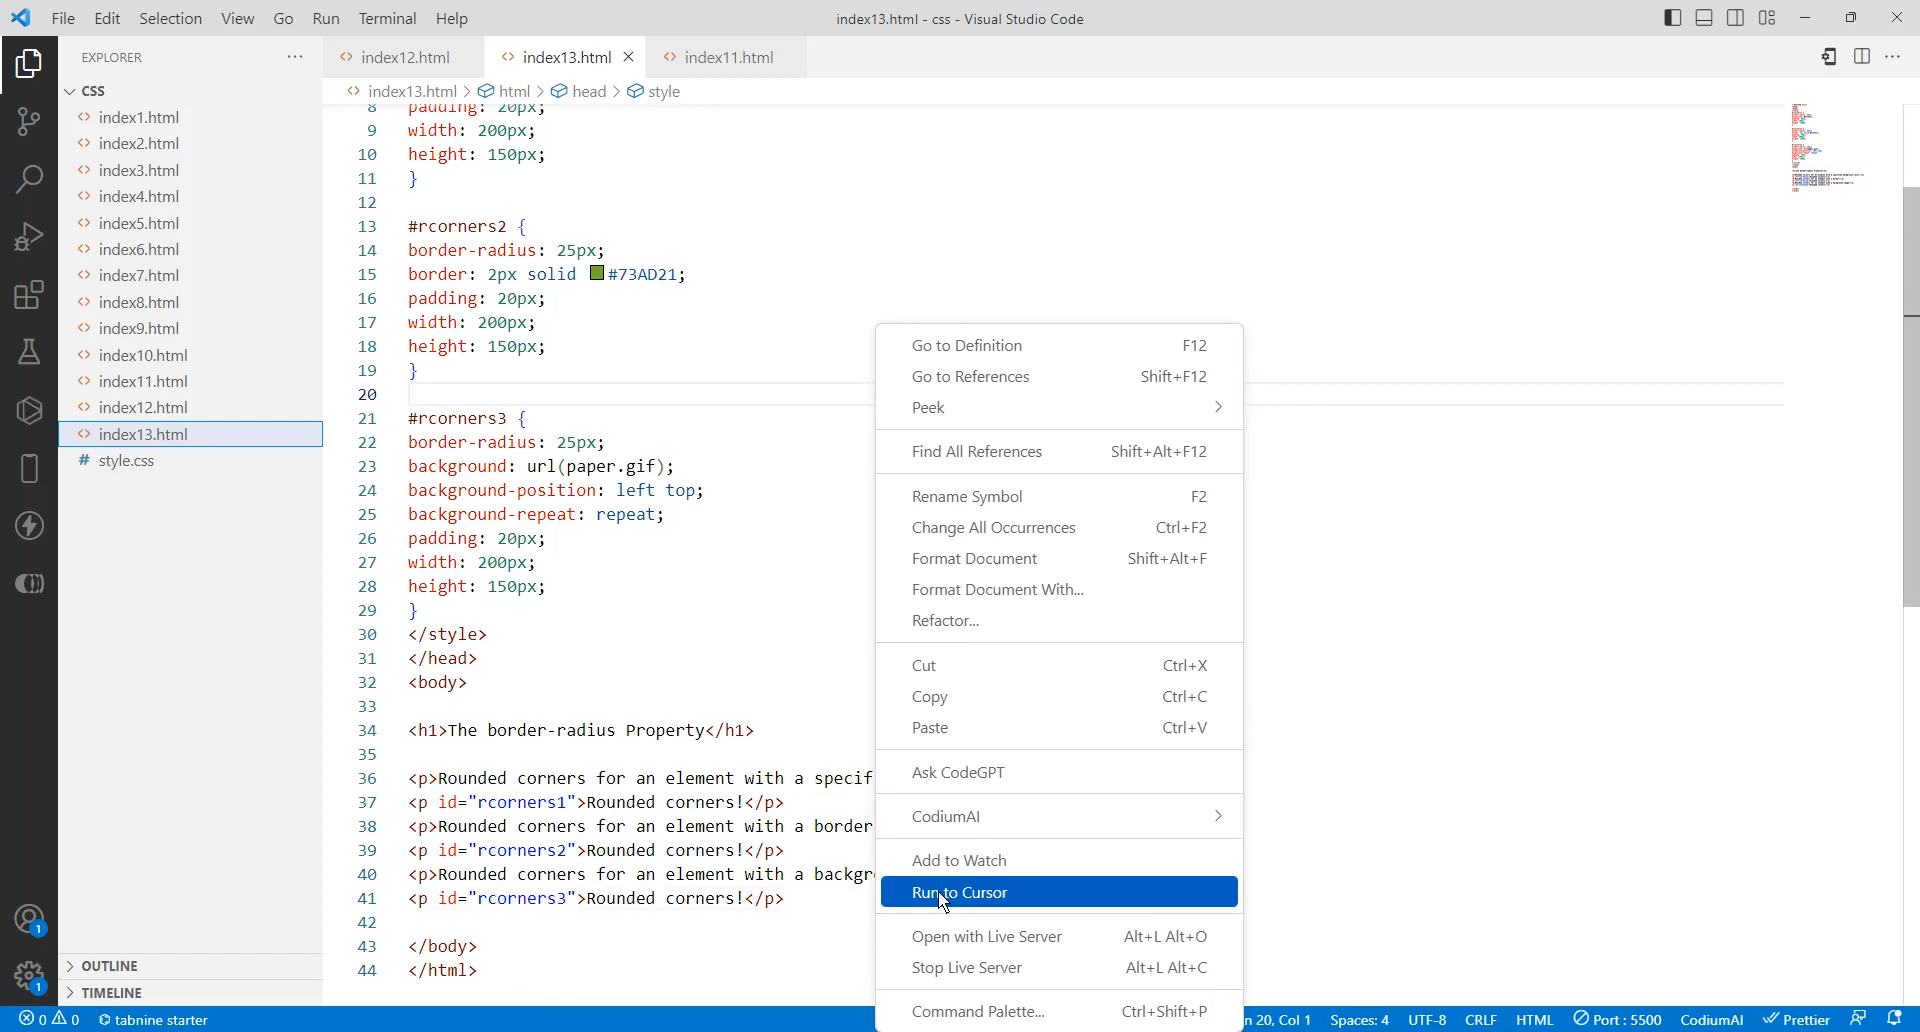 File Edit Selection View Go Run Terminal Help
index13.html - css - Visual Studio Code
EXPLORER
CSS
index1.html
index2.html
index3.html
index4.html
index5.html
index6.html
index7.html
index8.html
index9.html
index10.html
index11.html
index12.html
index13.html
# style.css
OUTLINE
TIMELINE
index12.html index13.html index11.html
index13.html > html > head > style
8 padding: 20px;
9 width: 200px;
10 height: 150px;
11 }
12
13 #rcorners2 {
14 border-radius: 25px;
15 border: 2px solid #73AD21;
16 padding: 20px;
17 width: 200px;
18 height: 150px;
19 }
20
21 #rcorners3 {
22 border-radius: 25px;
23 background: url(paper.gif);
24 background-position: left top;
25 background-repeat: repeat;
26 padding: 20px;
27 width: 200px;
28 height: 150px;
29 }
30 </style>
31 </head>
32 <body>
33
34 <h1>The border-radius Property</h1>
35
36 <p>Rounded corners for an element with a specif
37 <p id="rcorners1">Rounded corners!</p>
38 <p>Rounded corners for an element with a border
39 <p id="rcorners2">Rounded corners!</p>
40 <p>Rounded corners for an element with a backgr
41 <p id="rcorners3">Rounded corners!</p>
42
43 </body>
44 </html>
Go to Definition F12
Go to References Shift+F12
Peek
Find All References Shift+Alt+F12
Rename Symbol F2
Change All Occurrences Ctrl+F2
Format Document Shift+Alt+F
Format Document With...
Refactor...
Cut Ctrl+X
Copy Ctrl+C
Paste Ctrl+V
Ask CodeGPT
CodiumAI
Add to Watch
Run to Cursor
Open with Live Server Alt+L Alt+O
Stop Live Server Alt+L Alt+C
Command Palette... Ctrl+Shift+P
1
1
0 0 tabnine starter
n 20, Col 1 Spaces: 4 UTF-8 CRLF HTML Port : 5500 CodiumAI Prettier